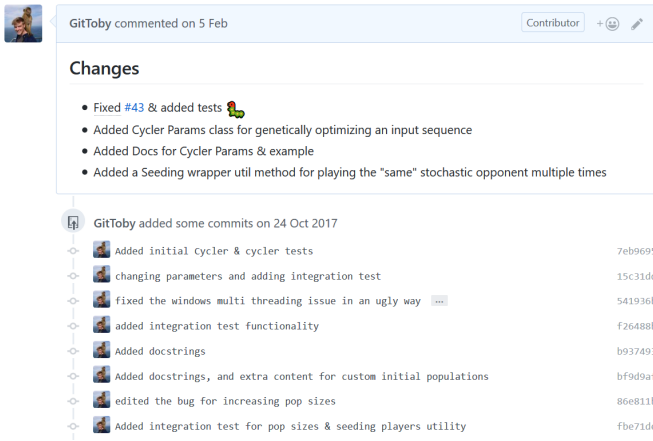 GitToby commented on 5 Feb
Contributor
Changes
Fixed #43 & added tests
Added Cycler Params class for genetically optimizing an input sequence
Added Docs for Cycler Params & example
Added a Seeding wrapper util method for playing the "same" stochastic opponent multiple times
GitToby added some commits on 24 Oct 2017
Added initial Cycler & cycler tests 7eb9695
changing parameters and adding integration test
fixed the windows multi threading issue in an ugly way …
added integration test functionality
Added docstrings b937493
Added docstrings, and extra content for custom initial populations
edited the bug for increasing pop sizes
Added integration test for pop sizes & seeding players utility